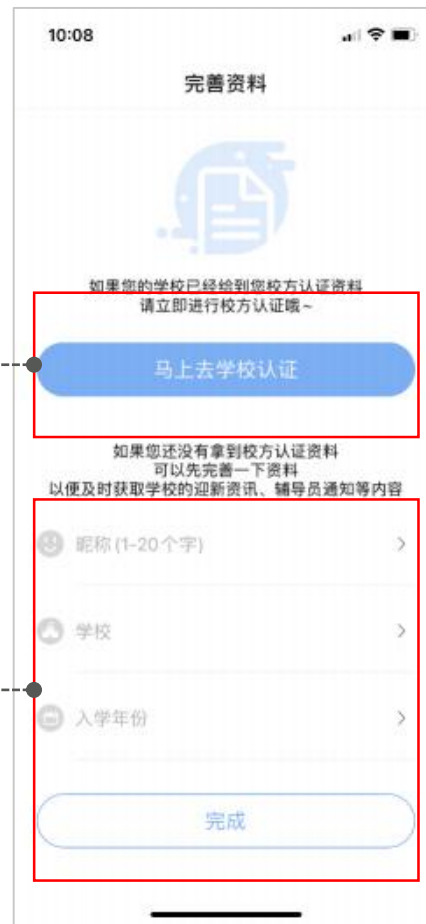 10:08
完善资料
如果您的学校已经给到您校方认证资料
请立即进行校方认证哦~
马上去学校认证
如果您还没有拿到校方认证资料
可以先完善一下资料
以便及时获取学校的迎新资讯、辅导员通知等内容
昵称(1-20个字)
学校
入学年份
完成